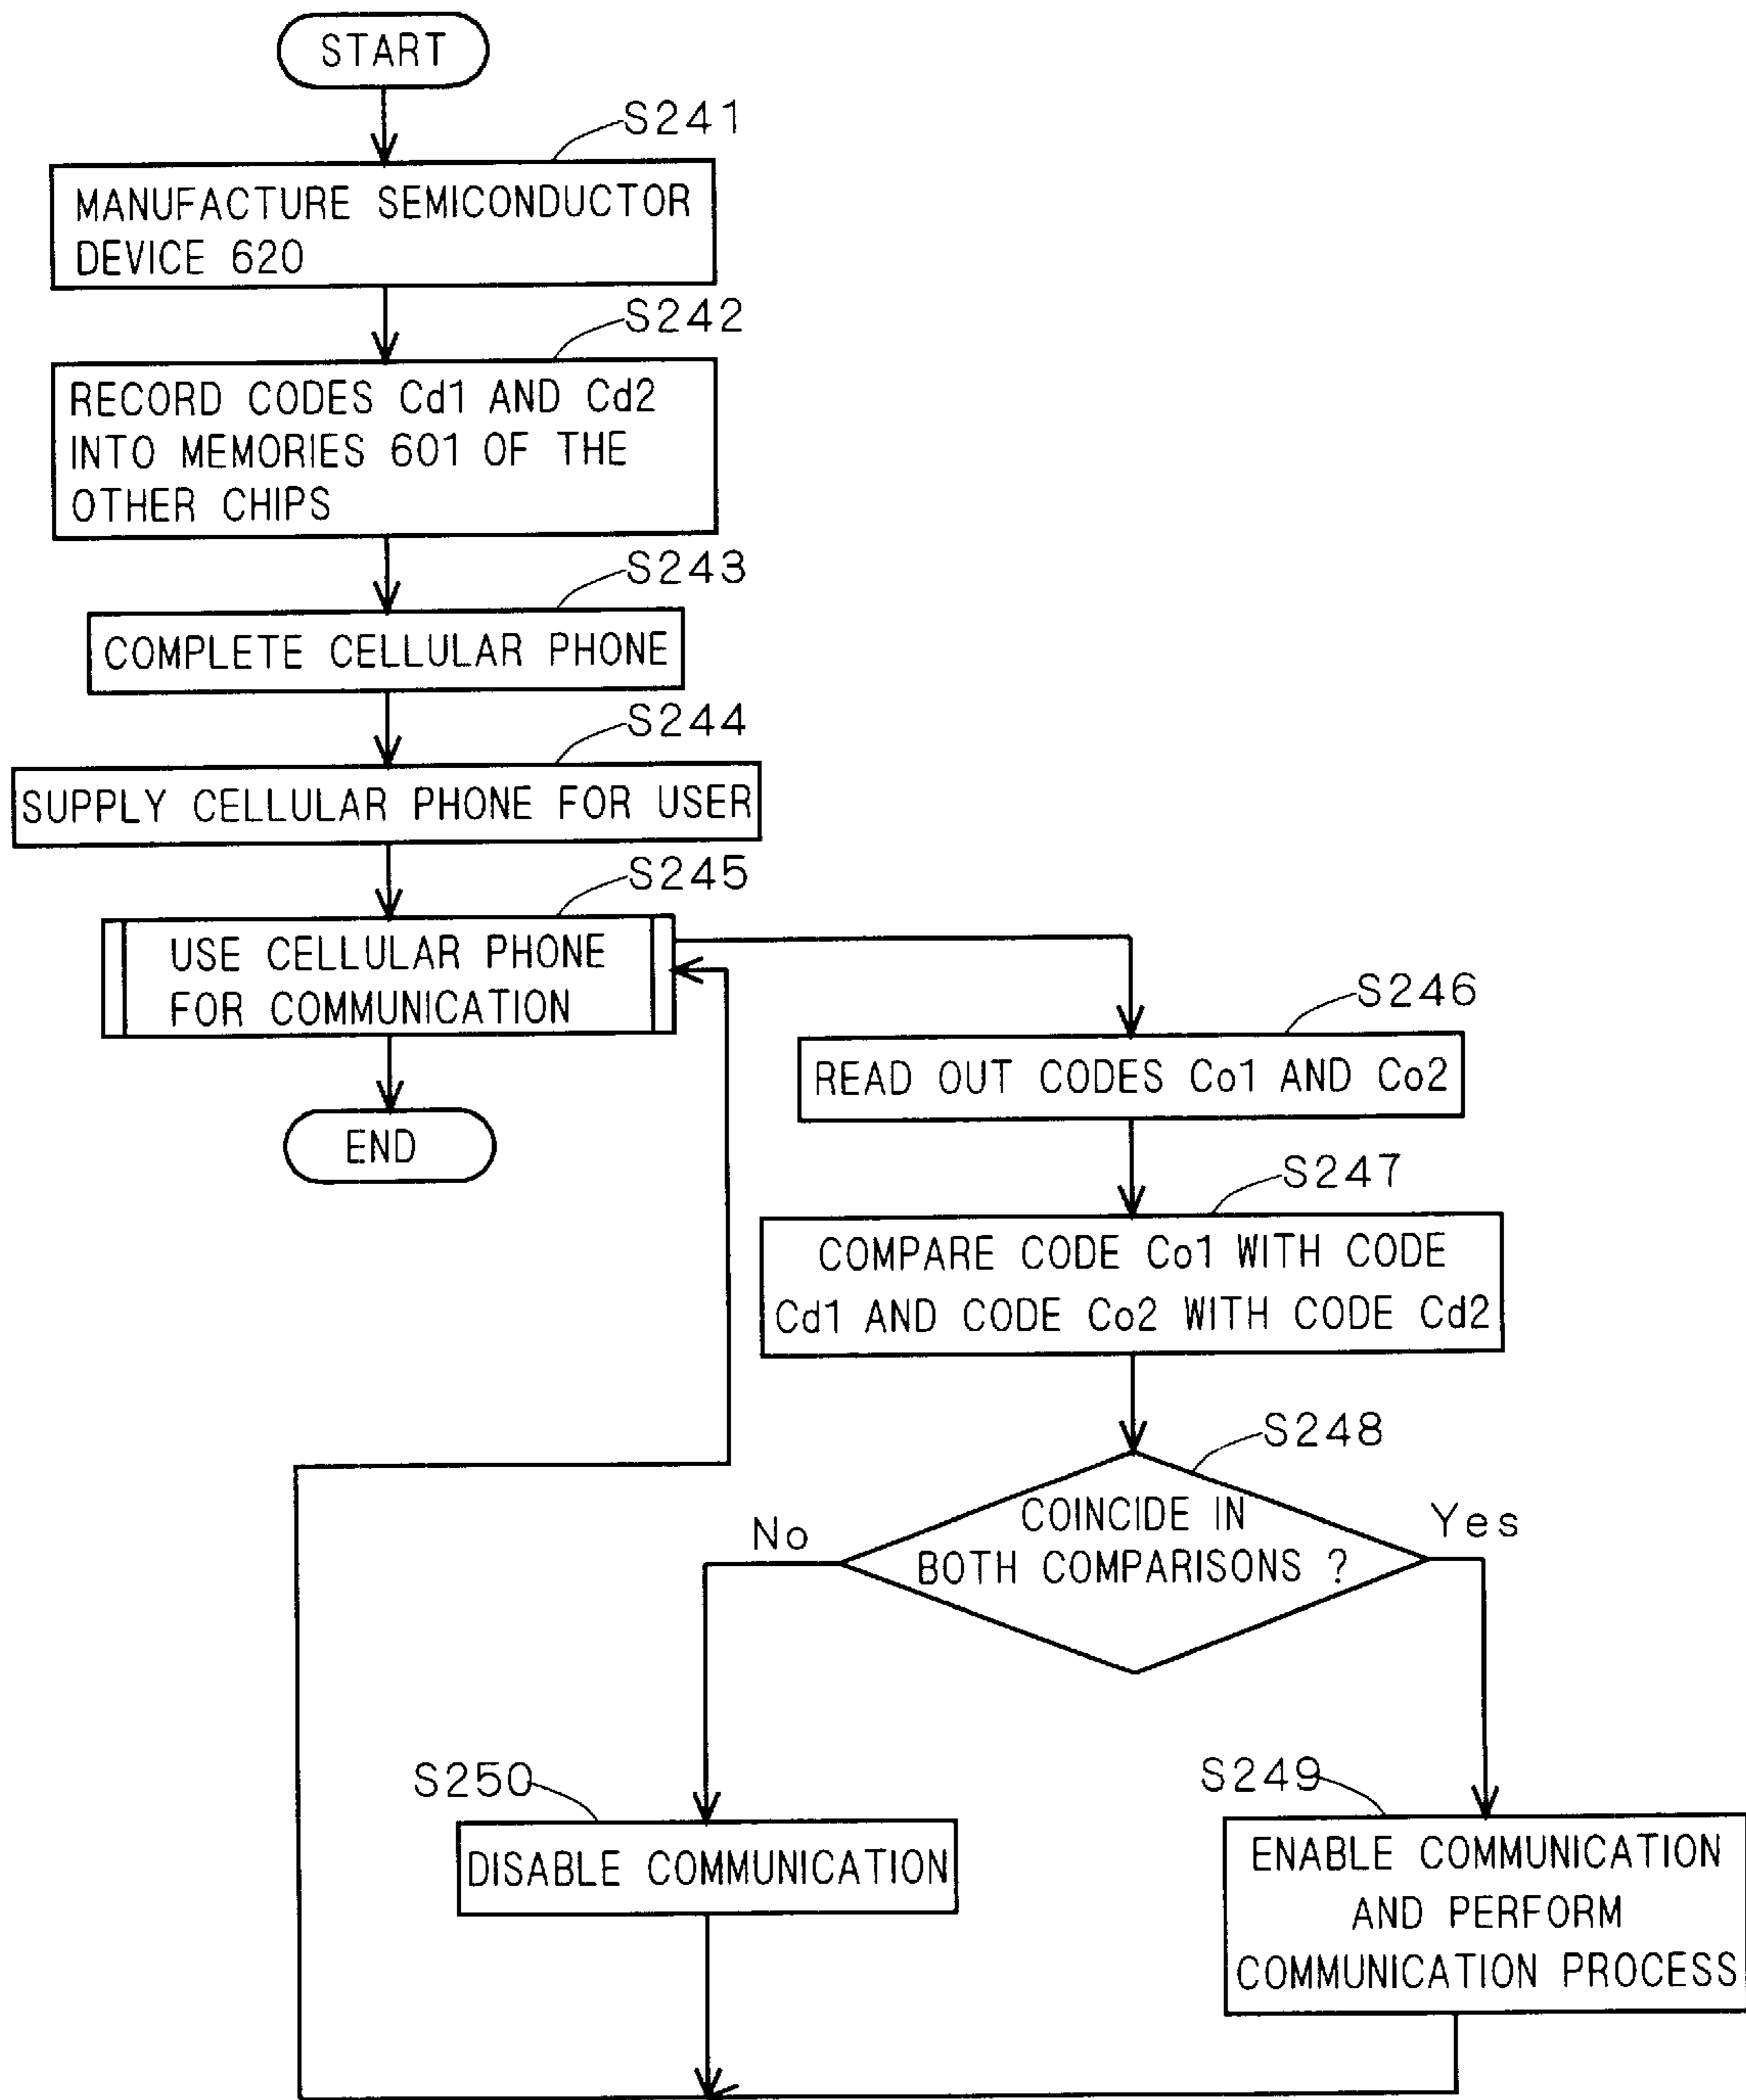 START
S241
MANUFACTURE SEMICONDUCTOR
DEVICE 620
S242
RECORD CODES Cd1 AND Cd2
INTO MEMORIES 601 OF THE
OTHER CHIPS
S243
COMPLETE CELLULAR PHONE
S244
SUPPLY CELLULAR PHONE FOR USER
S245
USE CELLULAR PHONE
FOR COMMUNICATION
END
S246
READ OUT CODES Co1 AND Co2
S247
COMPARE CODE Co1 WITH CODE
Cd1 AND CODE Co2 WITH CODE Cd2
S248
COINCIDE IN
BOTH COMPARISONS ?
No
Yes
S250
DISABLE COMMUNICATION
S249
ENABLE COMMUNICATION
AND PERFORM
COMMUNICATION PROCESS